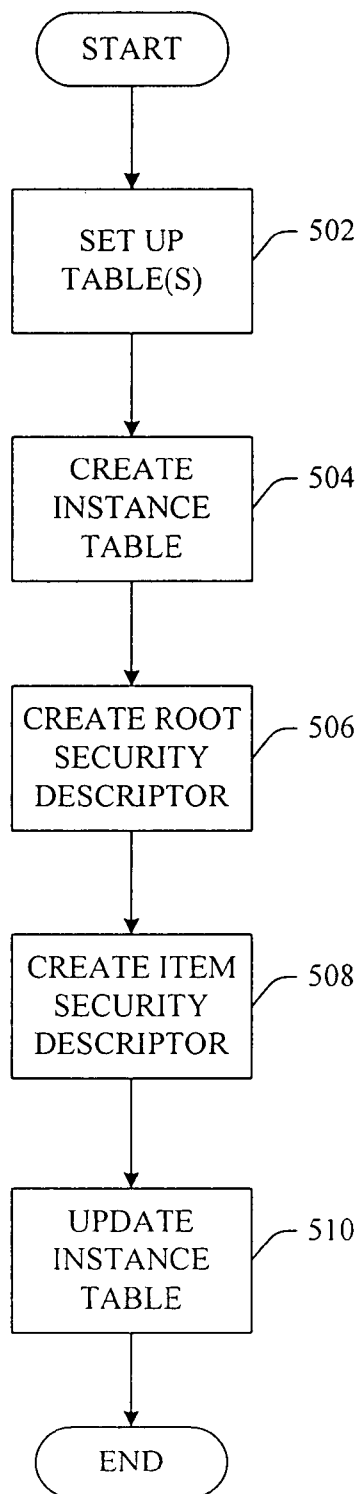 START
SET UP
TABLE(S)
502
CREATE
INSTANCE
TABLE
504
CREATE ROOT
SECURITY
DESCRIPTOR
506
CREATE ITEM
SECURITY
DESCRIPTOR
508
UPDATE
INSTANCE
TABLE
510
END